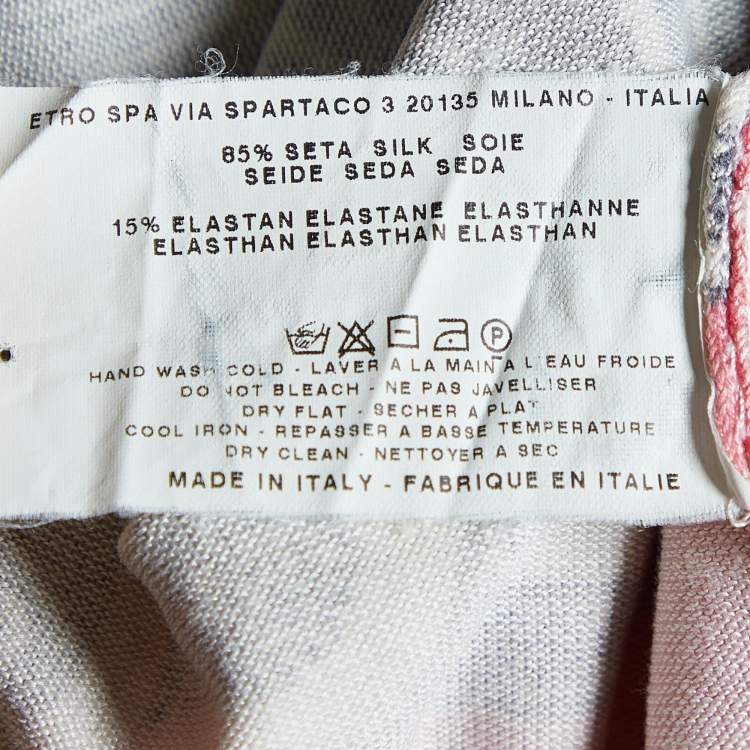 ETRO SPA VIA SPARTACO 3 20135 MILANO - ITALIA
85% SETA SILK SOIE
SEIDE SEDA SEDA
15% ELASTAN ELASTANE ELASTHANNE
ELASTHAN ELASTHAN ELASTHAN
P
HAND WASH COLD - LAVER A LA MAIN A L'EAU FROIDE
DO NOT BLEACH - NE PAS JAVELLISER
DRY FLAT - SECHER A PLAT
COOL IRON - REPASSER A BASSE TEMPERATURE
DRY CLEAN - NETTOYER A SEC
MADE IN ITALY - FABRIQUE EN ITALIE